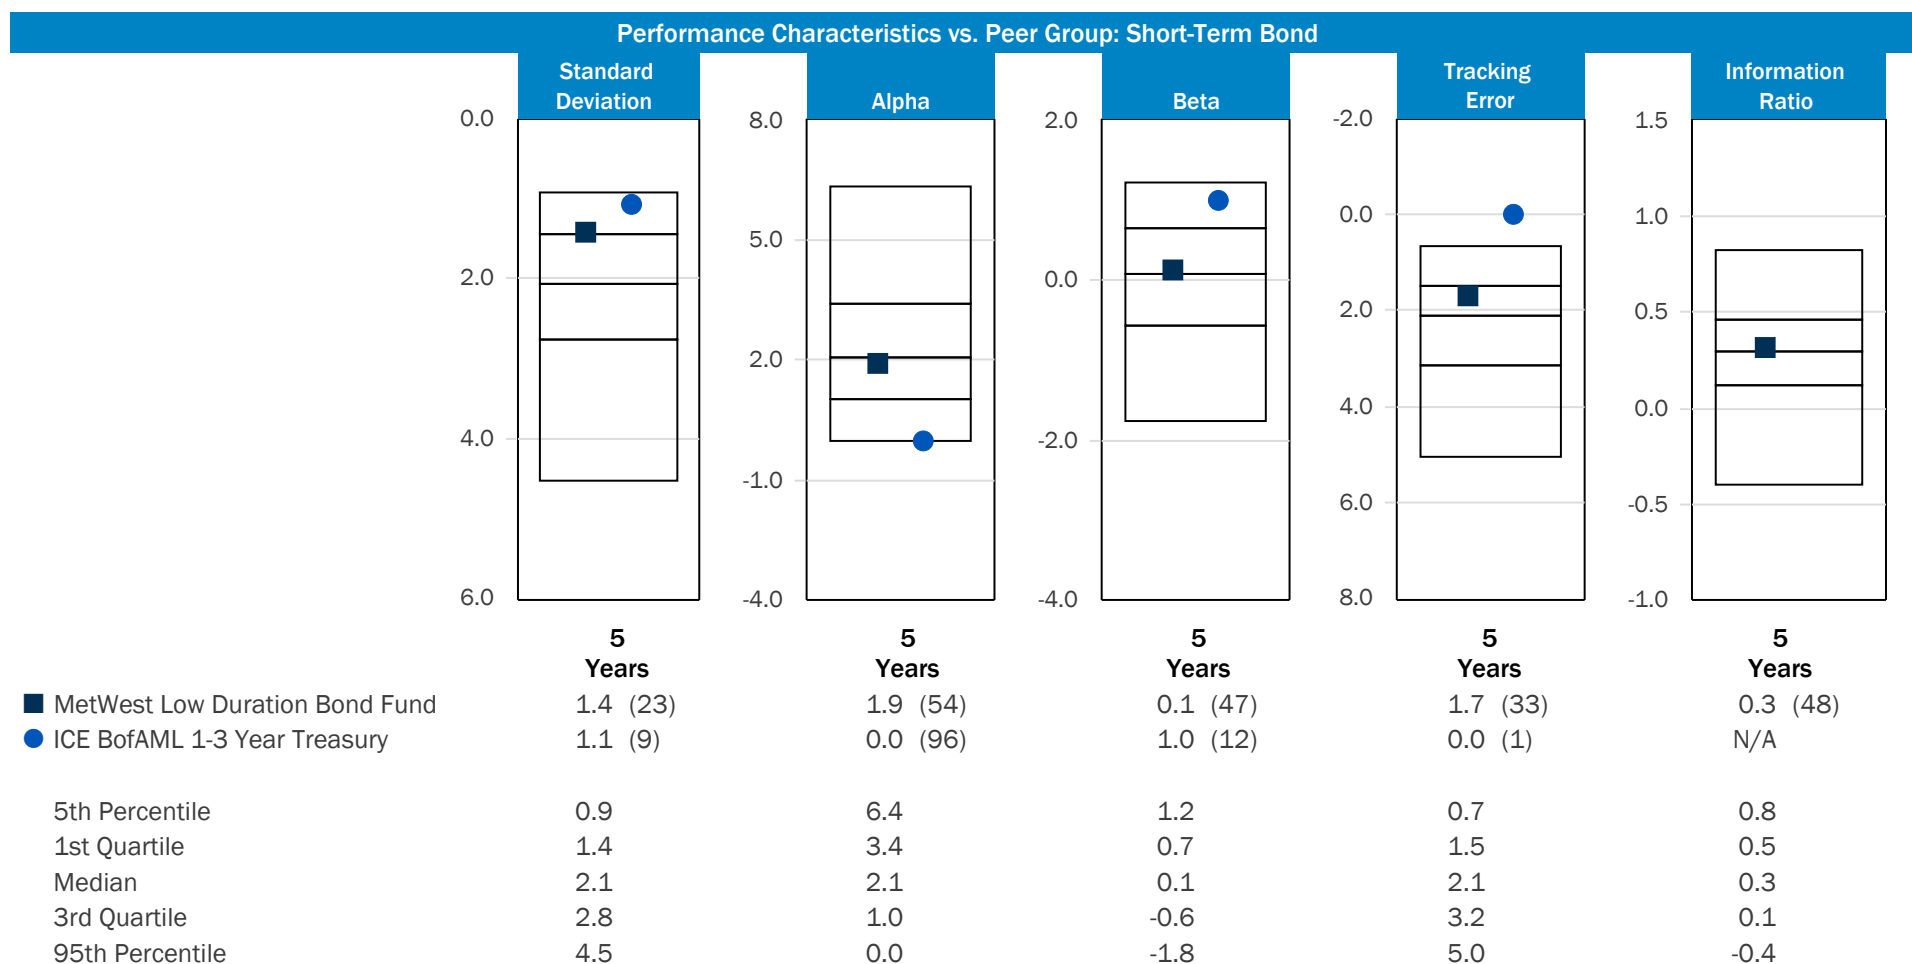 Performance Characteristics vs. Peer Group: Short-Term Bond
Standard
Deviation
Alpha
Beta
Tracking
Error
Information
Ratio
0.0
2.0
4.0
6.0
8.0
5.0
2.0
-1.0
-4.0
2.0
0.0
-2.0
-4.0
-2.0
0.0
2.0
4.0
6.0
8.0
1.5
1.0
0.5
0.0
-0.5
-1.0
5 5 5 5 5
Years Years Years Years Years
MetWest Low Duration Bond Fund 1.4 (23) 1.9 (54) 0.1 (47) 1.7 (33) 0.3 (48)
ICE BofAML 1-3 Year Treasury 1.1 (9) 0.0 (96) 1.0 (12) 0.0 (1) N/A
5th Percentile 0.9 6.4 1.2 0.7 0.8
1st Quartile 1.4 3.4 0.7 1.5 0.5
Median 2.1 2.1 0.1 2.1 0.3
3rd Quartile 2.8 1.0 -0.6 3.2 0.1
95th Percentile 4.5 0.0 -1.8 5.0 -0.4